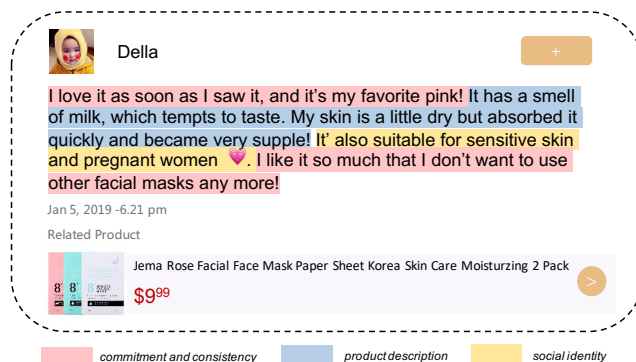 Della
+
I love it as soon as I saw it, and it's my favorite pink! It has a smell
of milk, which tempts to taste. My skin is a little dry but absorbed it
quickly and became very supple! It' also suitable for sensitive skin
and pregnant women 💗. I like it so much that I don't want to use
other facial masks any more!
Jan 5, 2019 -6.21 pm
Related Product
Jema Rose Facial Face Mask Paper Sheet Korea Skin Care Moisturzing 2 Pack
8' 8' 8
$9⁹⁹
>
commitment and consistency product description social identity